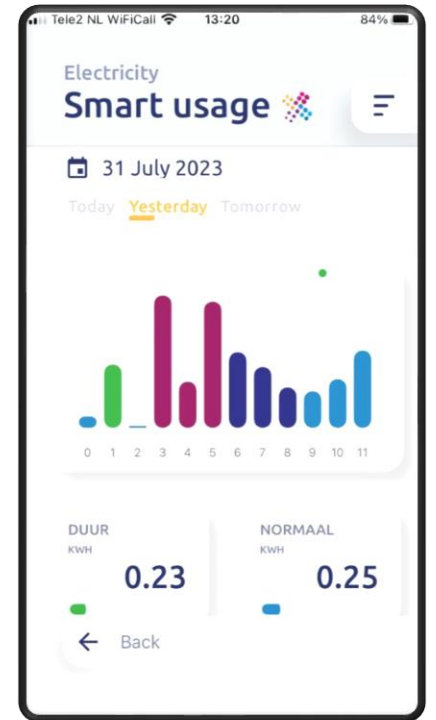 Tele2 NL WiFiCall 13:20 84%
Electricity
Smart usage
31 July 2023
Today Yesterday Tomorrow
0 1 2 3 4 5 6 7 8 9 10 11
DUUR NORMAAL
KWH KWH
0.23 0.25
Back